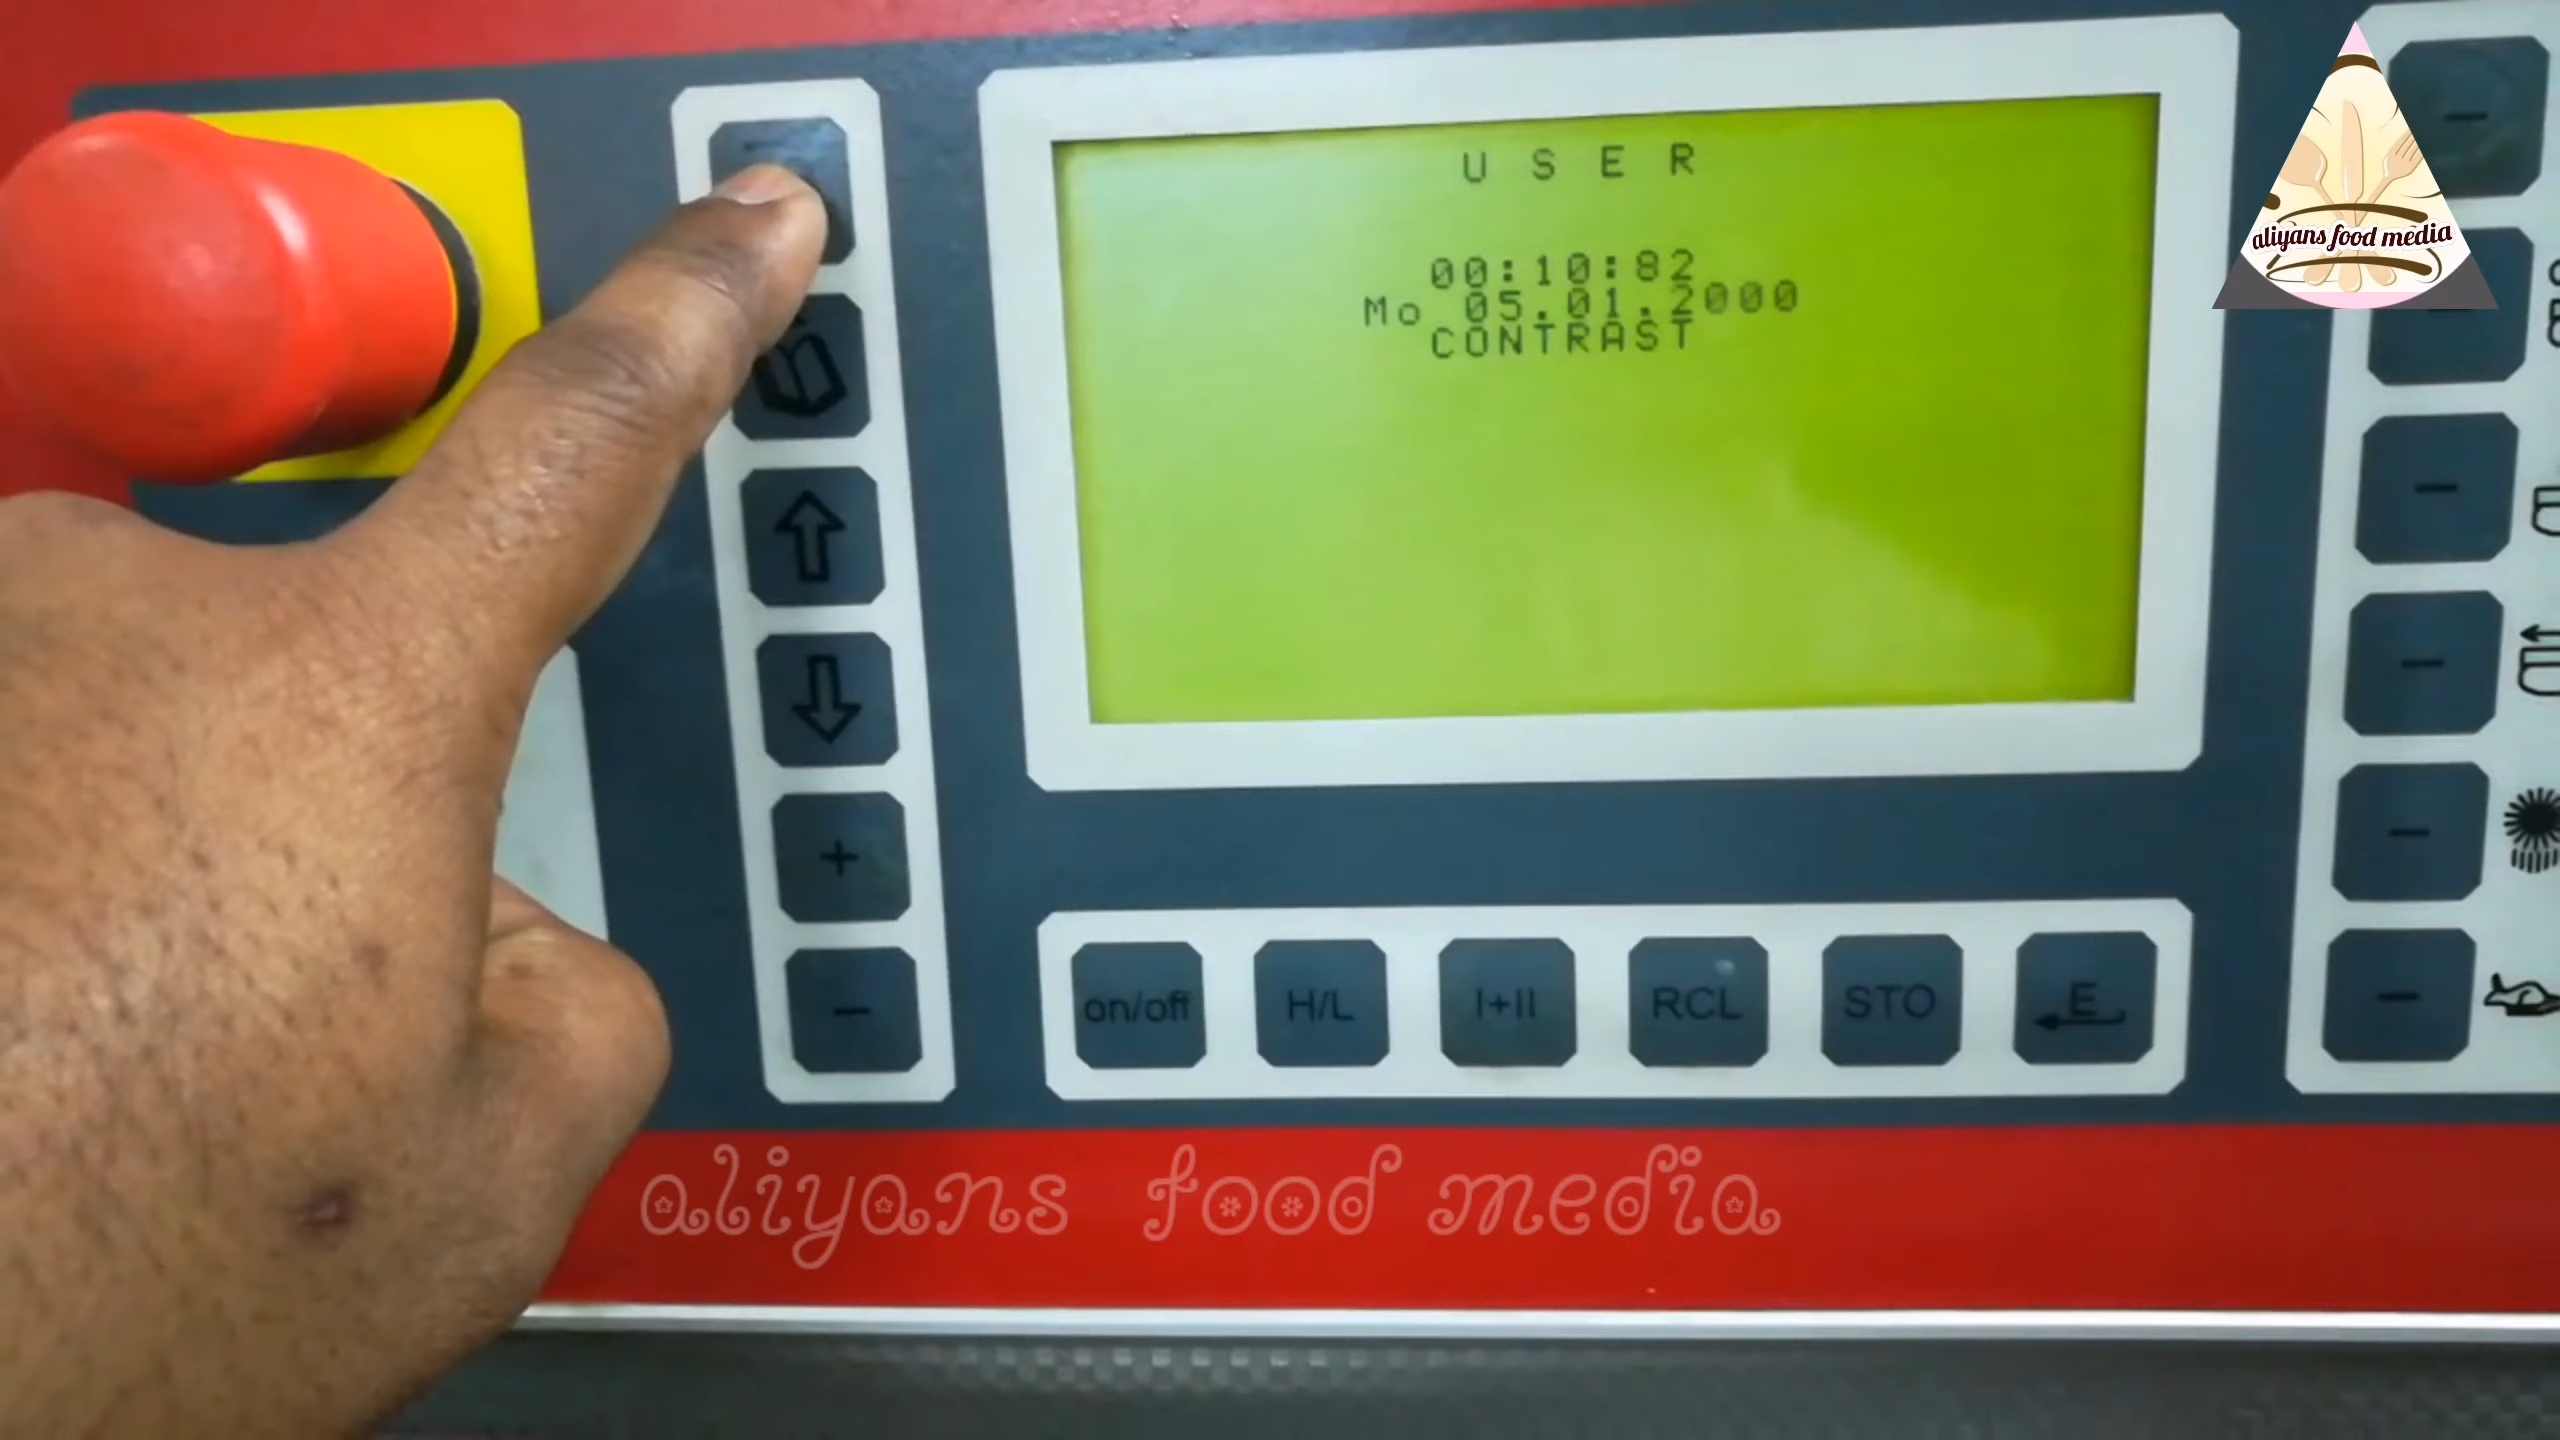 U S E R
00:10:82
Mo 05.01.2000
CONTRAST
+
−
on/off
H/L
I+II
RCL
STO
E
−
−
−
−
−
aliyans food media
aliyans food media